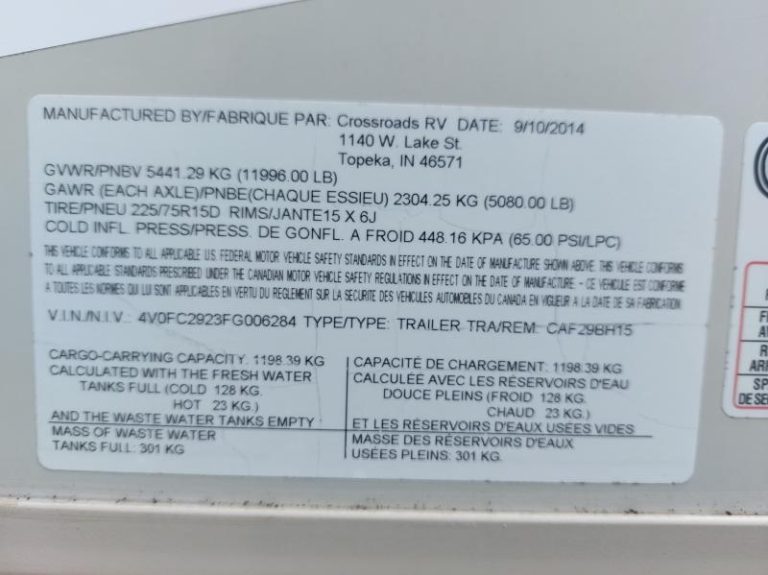 MANUFACTURED BY/FABRIQUE PAR: Crossroads RV DATE: 9/10/2014
1140 W. Lake St.
Topeka, IN 46571
GVWR/PNBV 5441.29 KG (11996.00 LB)
GAWR (EACH AXLE)/PNBE(CHAQUE ESSIEU) 2304.25 KG (5080.00 LB)
TIRE/PNEU 225/75R15D RIMS/JANTE15 X 6J
COLD INFL. PRESS/PRESS. DE GONFL. A FROID 448.16 KPA (65.00 PSI/LPC)
THIS VEHICLE CONFORMS TO ALL APPLICABLE U.S. FEDERAL MOTOR VEHICLE SAFETY STANDARDS IN EFFECT ON THE DATE OF MANUFACTURE SHOWN ABOVE. THIS VEHICLE CONFORMS
TO ALL APPLICABLE STANDARDS PRESCRIBED UNDER THE CANADIAN MOTOR VEHICLE SAFETY REGULATIONS IN EFFECT ON THE DATE OF MANUFACTURE - CE VEHICULE EST CONFORME
A TOUTES LES NORMES QUI LUI SONT APPLICABLES EN VERTU DU REGLEMENT SUR LA SECURITE DES VEHICULES AUTOMOBILES DU CANADA EN VIGUEUR A LA DATE DE SA FABRICATION.
V.I.N./N.I.V.: 4V0FC2923FG006284 TYPE/TYPE: TRAILER TRA/REM: CAF29BH15
CARGO-CARRYING CAPACITY: 1198.39 KG
CALCULATED WITH THE FRESH WATER
TANKS FULL (COLD 128 KG.
HOT 23 KG.)
AND THE WASTE WATER TANKS EMPTY
MASS OF WASTE WATER
TANKS FULL: 301 KG
CAPACITÉ DE CHARGEMENT: 1198.39 KG
CALCULÉE AVEC LES RÉSERVOIRS D'EAU
DOUCE PLEINS (FROID 128 KG.
CHAUD 23 KG.)
ET LES RÉSERVOIRS D'EAUX USÉES VIDES
MASSE DES RÉSERVOIRS D'EAUX
USÉES PLEINS: 301 KG.